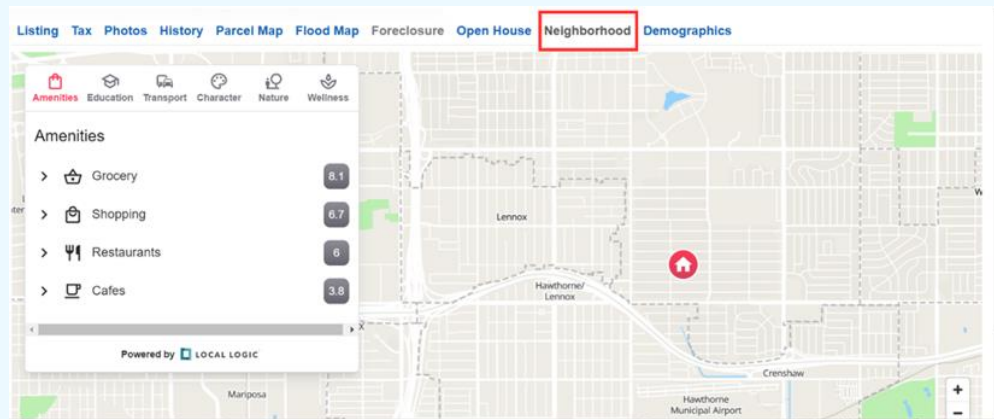 Listing Tax Photos History Parcel Map Flood Map Foreclosure Open House Neighborhood Demographics
Amenities Education Transport Character Nature Wellness
Amenities
Grocery 8.1
Shopping 6.7
Restaurants 6
Cafes 3.8
Powered by LOCAL LOGIC
Lennox
Hawthorne/
Lennox
Crenshaw
Mariposa
Hawthorne
Municipal Airport
+
−